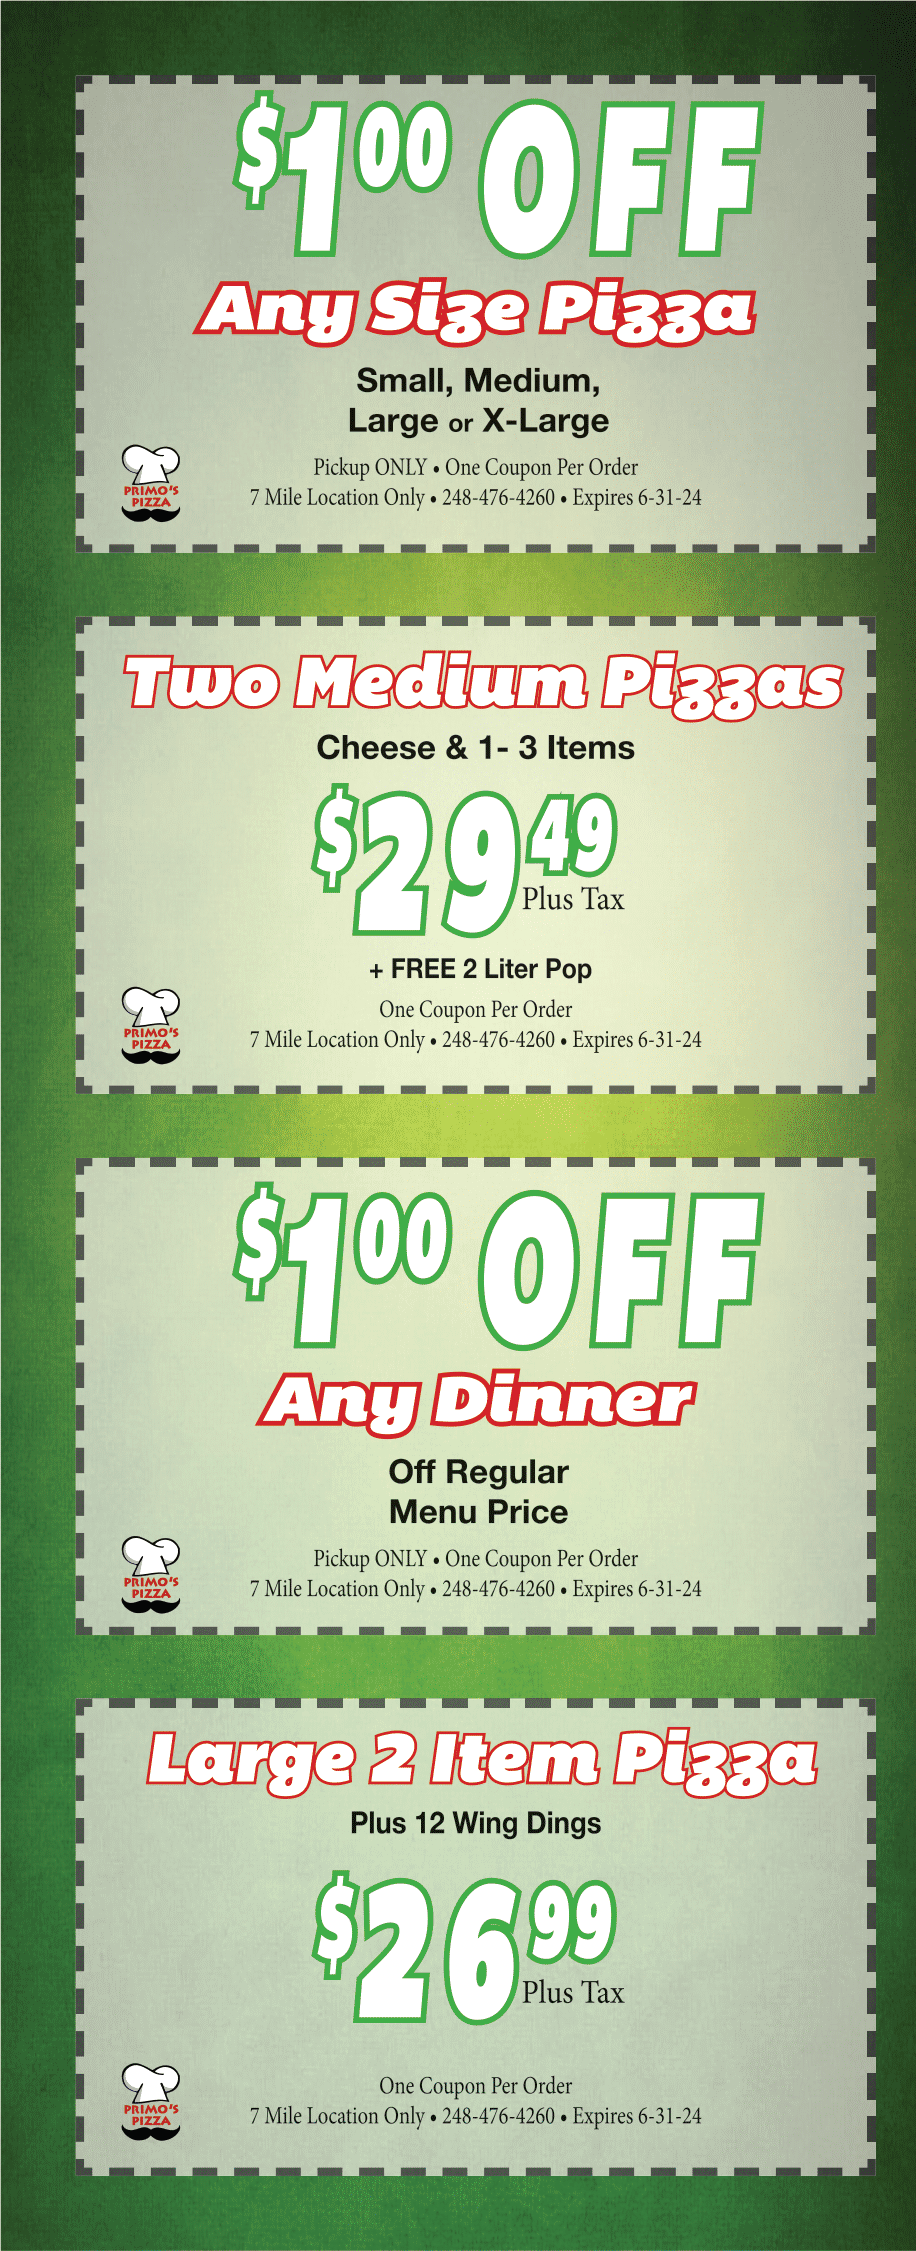 $1.00 OFF
Any Size Pizza
Small, Medium,
Large or X-Large
Pickup ONLY • One Coupon Per Order
7 Mile Location Only • 248-476-4260 • Expires 6-31-24
PRIMO'S
PIZZA
Two Medium Pizzas
Cheese & 1- 3 Items
$29 49
Plus Tax
+ FREE 2 Liter Pop
One Coupon Per Order
7 Mile Location Only • 248-476-4260 • Expires 6-31-24
PRIMO'S
PIZZA
$1 00 OFF
Any Dinner
Off Regular
Menu Price
Pickup ONLY • One Coupon Per Order
7 Mile Location Only • 248-476-4260 • Expires 6-31-24
PRIMO'S
PIZZA
Large 2 Item Pizza
Plus 12 Wing Dings
$26 99
Plus Tax
One Coupon Per Order
7 Mile Location Only • 248-476-4260 • Expires 6-31-24
PRIMO'S
PIZZA